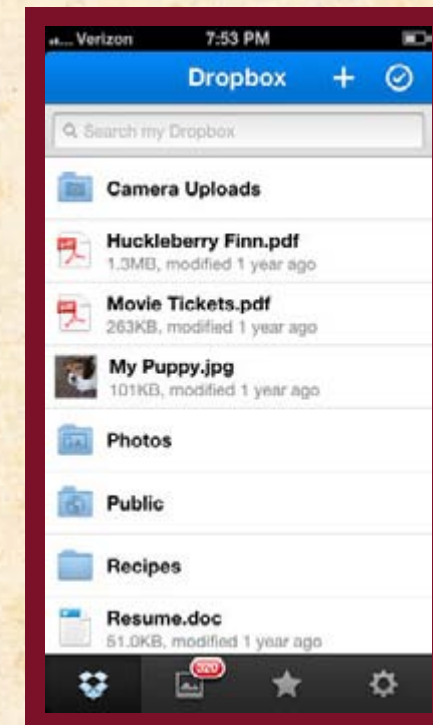 Verizon 7:53 PM
Dropbox
Search my Dropbox
Camera Uploads
Huckleberry Finn.pdf
1.3MB, modified 1 year ago
Movie Tickets.pdf
263KB, modified 1 year ago
My Puppy.jpg
101KB, modified 1 year ago
Photos
Public
Recipes
Resume.doc
51.0KB, modified 1 year ago
320